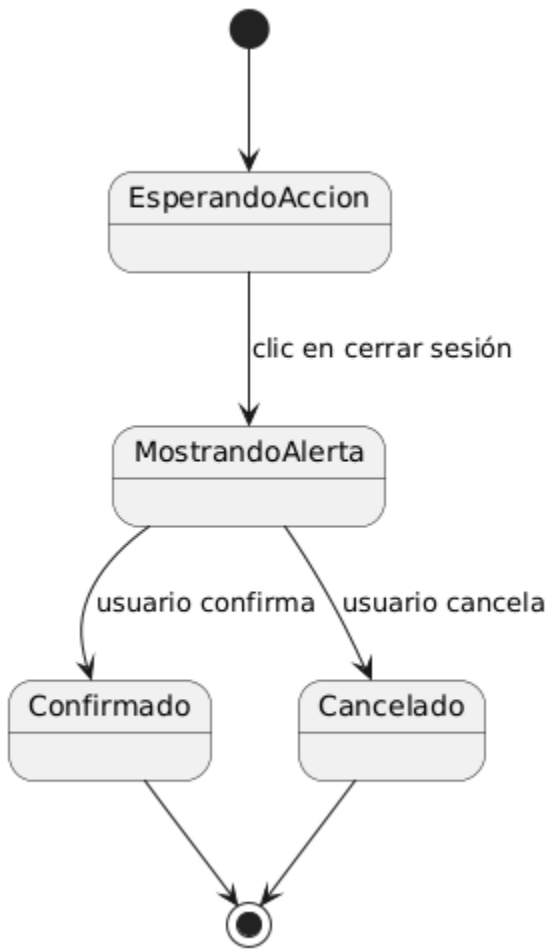 EsperandoAccion
clic en cerrar sesión
MostrandoAlerta
usuario confirma
usuario cancela
Confirmado
Cancelado